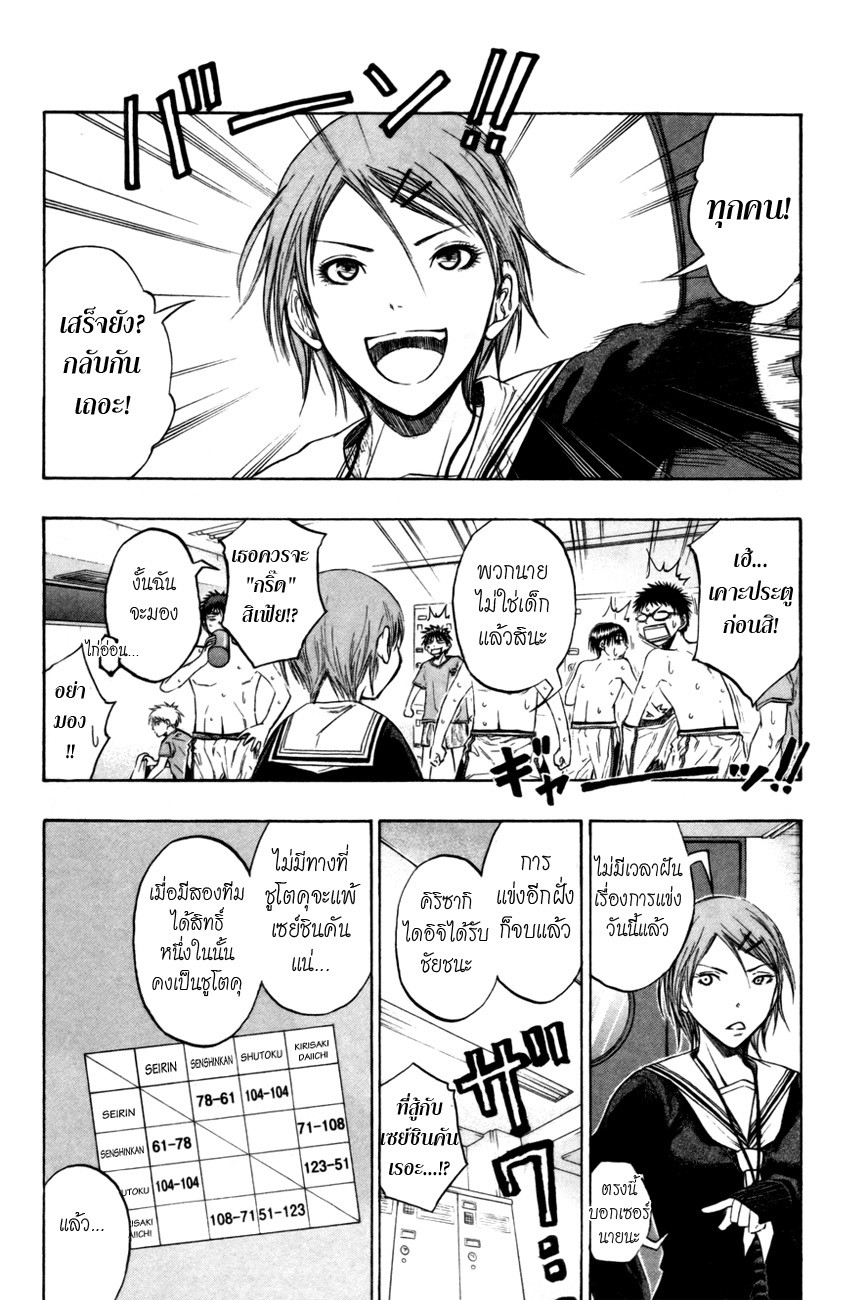 バーン!!
ทุกคน!
เสร็จยัง?
กลับกัน
เถอะ!
เฮ้...
เคาะประตู
ก่อนสิ!
พวกนาย
ไม่ใช่เด็ก
แล้วสินะ
เธอควรจะ
"กรี๊ด"
สิเฟ้ย!?
งั้นฉัน
จะมอง
ไก่อ่อน...
อย่า
มอง
!!
ギャーーッ!!
ไม่มีเวลาฝัน
เรื่องการแข่ง
วันนี้แล้ว
ตรงนี้
บอกเซอร์
นายนะ
การ
แข่งอีกฝั่ง
ก็จบแล้ว
คิริซากิ
ไดอิจิได้รับ
ชัยชนะ
ที่สู้กับ
เซย์ชินคัน
เรอะ...!?
ザワ
ไม่มีทางที่
ชูโตคุจะแพ้
เซย์ชินคัน
แน่...
เมื่อมีสองทีม
ได้สิทธิ์
หนึ่งในนั้น
คงเป็นชูโตคุ
SEIRIN SENSHINKAN SHUTOKU KIRISAKI DAIICHI
SEIRIN 78-61 104-104
SENSHINKAN 61-78 71-108
UTOKU 104-104 123-51
RISAKI AIICHI 108-71 51-123
แล้ว...